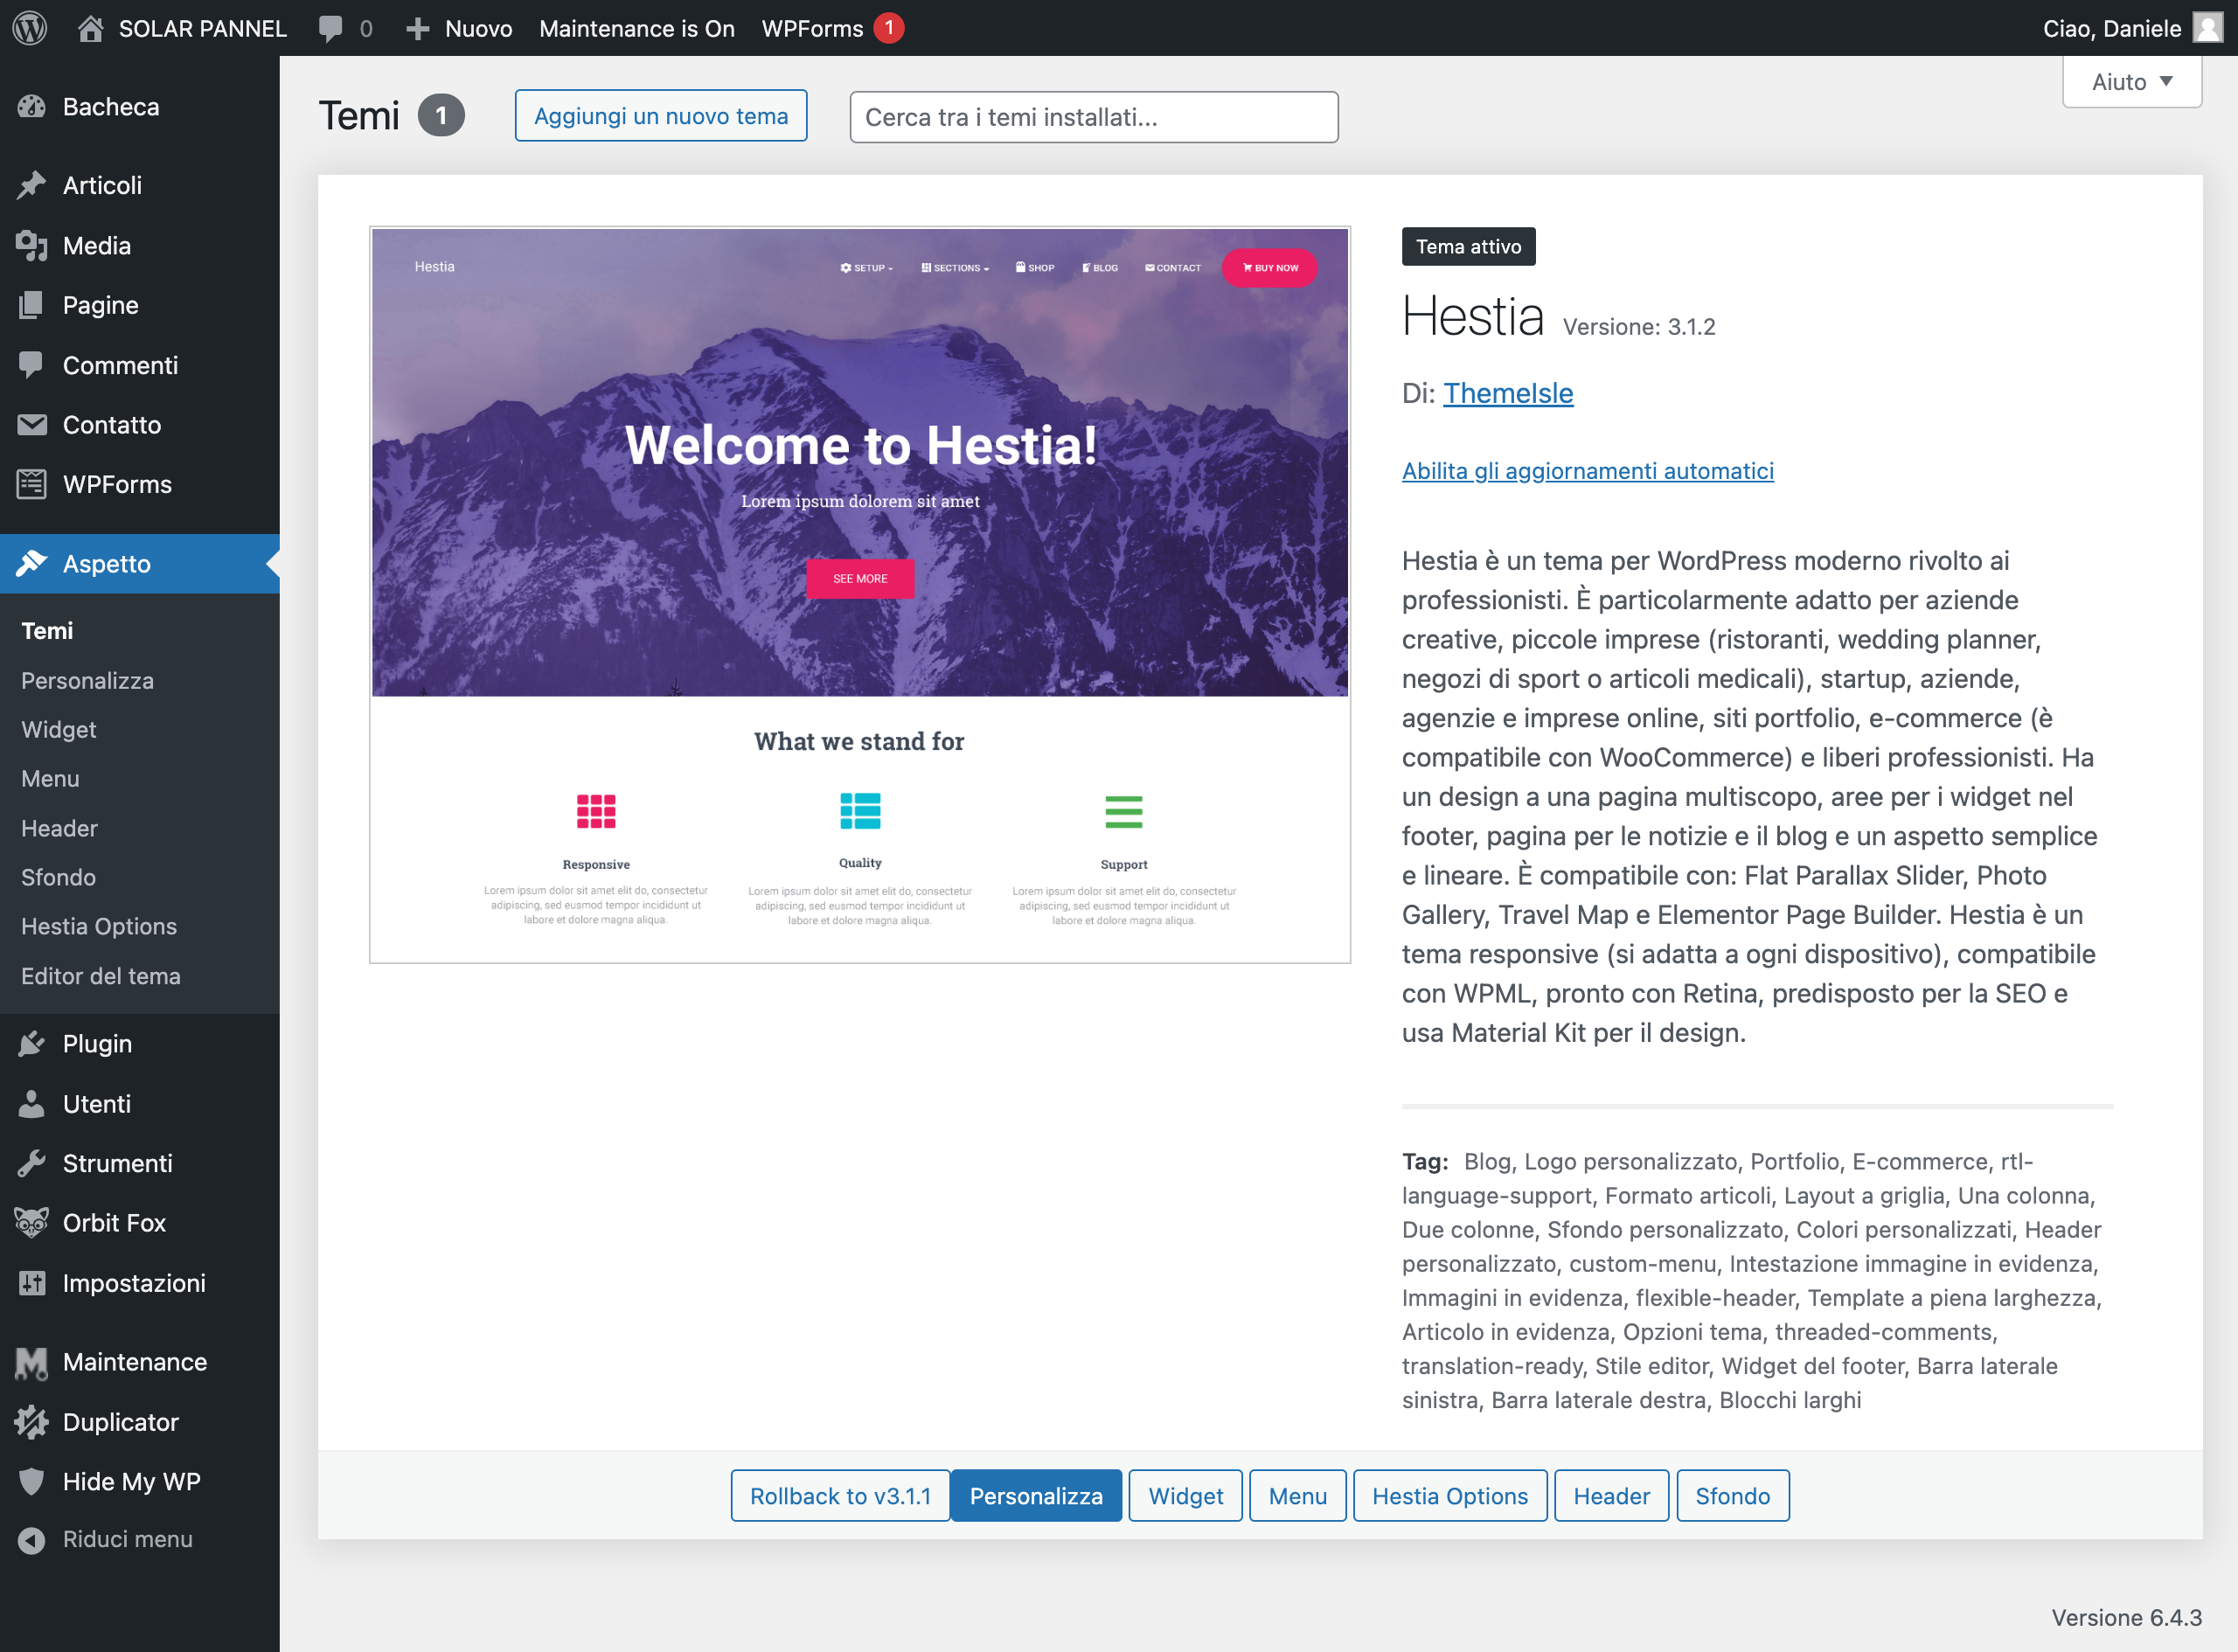 SOLAR PANNEL 0 Nuovo Maintenance is On WPForms 1 Ciao, Daniele
Bacheca
Articoli
Media
Pagine
Commenti
Contatto
WPForms
Aspetto
Temi
Personalizza
Widget
Menu
Header
Sfondo
Hestia Options
Editor del tema
Plugin
Utenti
Strumenti
Orbit Fox
Impostazioni
Maintenance
Duplicator
Hide My WP
Riduci menu
Aiuto
Temi 1 Aggiungi un nuovo tema Cerca tra i temi installati...
Hestia SETUP SECTIONS SHOP BLOG CONTACT BUY NOW
Welcome to Hestia!
Lorem ipsum dolorem sit amet
SEE MORE
What we stand for
Responsive
Lorem ipsum dolor sit amet elit do, consectetur
adipiscing, sed eusmod tempor incididunt ut
labore et dolore magna aliqua.
Quality
Lorem ipsum dolor sit amet elit do, consectetur
adipiscing, sed eusmod tempor incididunt ut
labore et dolore magna aliqua.
Support
Lorem ipsum dolor sit amet elit do, consectetur
adipiscing, sed eusmod tempor incididunt ut
labore et dolore magna aliqua.
Tema attivo
Hestia Versione: 3.1.2
Di: ThemeIsle
Abilita gli aggiornamenti automatici
Hestia è un tema per WordPress moderno rivolto ai
professionisti. È particolarmente adatto per aziende
creative, piccole imprese (ristoranti, wedding planner,
negozi di sport o articoli medicali), startup, aziende,
agenzie e imprese online, siti portfolio, e-commerce (è
compatibile con WooCommerce) e liberi professionisti. Ha
un design a una pagina multiscopo, aree per i widget nel
footer, pagina per le notizie e il blog e un aspetto semplice
e lineare. È compatibile con: Flat Parallax Slider, Photo
Gallery, Travel Map e Elementor Page Builder. Hestia è un
tema responsive (si adatta a ogni dispositivo), compatibile
con WPML, pronto con Retina, predisposto per la SEO e
usa Material Kit per il design.
Tag: Blog, Logo personalizzato, Portfolio, E-commerce, rtl-
language-support, Formato articoli, Layout a griglia, Una colonna,
Due colonne, Sfondo personalizzato, Colori personalizzati, Header
personalizzato, custom-menu, Intestazione immagine in evidenza,
Immagini in evidenza, flexible-header, Template a piena larghezza,
Articolo in evidenza, Opzioni tema, threaded-comments,
translation-ready, Stile editor, Widget del footer, Barra laterale
sinistra, Barra laterale destra, Blocchi larghi
Rollback to v3.1.1 Personalizza Widget Menu Hestia Options Header Sfondo
Versione 6.4.3